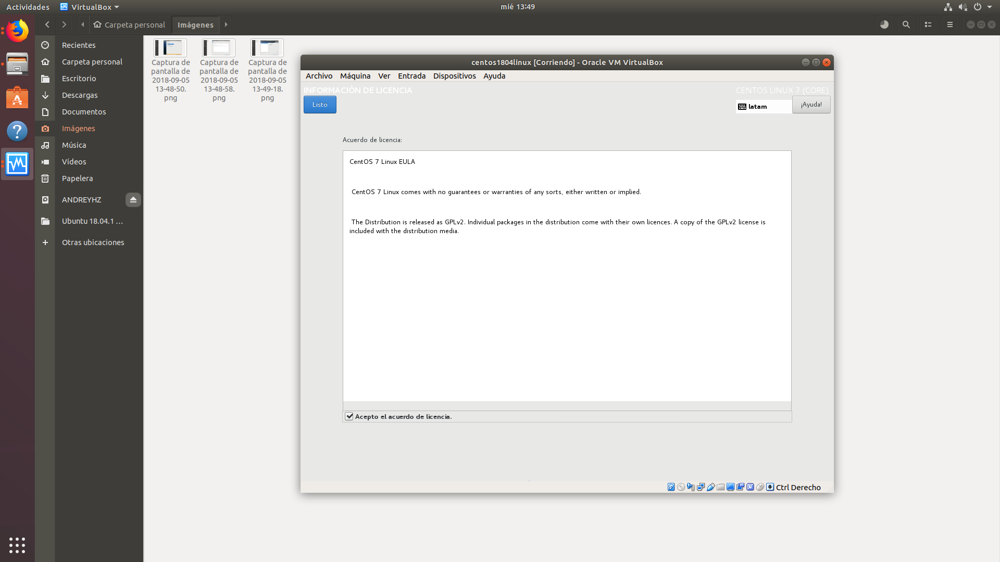 Actividades
VirtualBox
mié 13:49
Carpeta personal
Imágenes
Recientes
Carpeta personal
Escritorio
Descargas
Documentos
Imágenes
Música
Vídeos
Papelera
ANDREYHZ
Ubuntu 18.04.1 ...
Otras ubicaciones
Captura de
pantalla de
2018-09-05
13-48-50.
png
Captura de
pantalla de
2018-09-05
13-48-58.
png
Captura de
pantalla de
2018-09-05
13-49-18.
png
centos1804linux [Corriendo] - Oracle VM VirtualBox
Archivo Máquina Ver Entrada Dispositivos Ayuda
INFORMACIÓN DE LICENCIA
CENTOS LINUX 7 (CORE)
Listo
latam
¡Ayuda!
Acuerdo de licencia:
CentOS 7 Linux EULA
CentOS 7 Linux comes with no guarantees or warranties of any sorts, either written or implied.
The Distribution is released as GPLv2. Individual packages in the distribution come with their own licences. A copy of the GPLv2 license is
included with the distribution media.
Acepto el acuerdo de licencia.
Ctrl Derecho